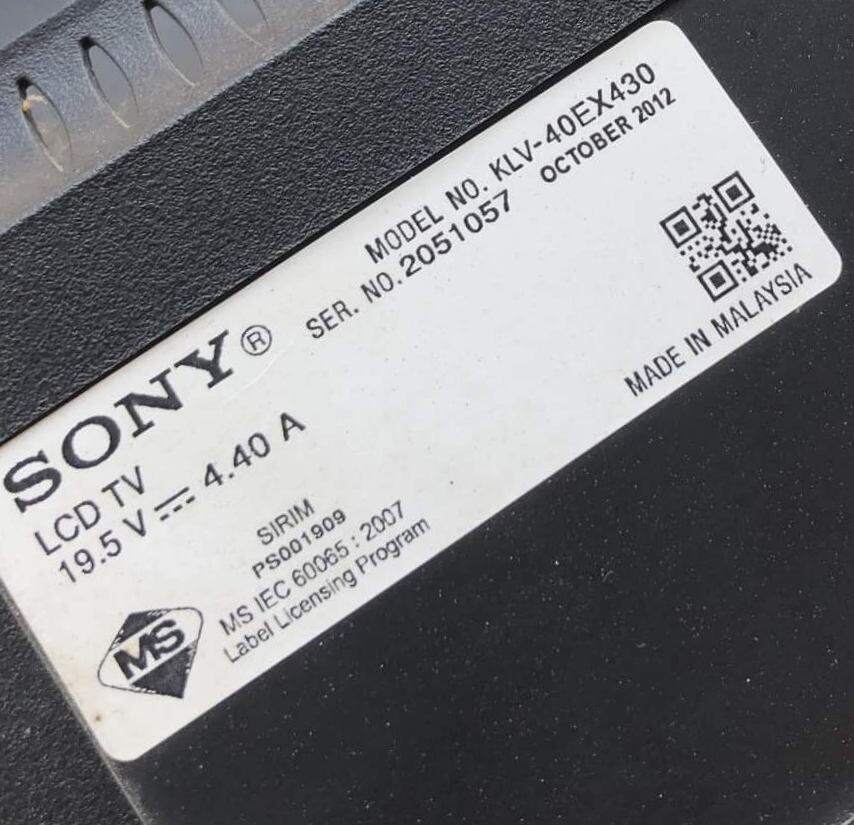 MODEL NO. KLV-40EX430
SER. NO. 2051057 OCTOBER 2012
SONY®
LCD TV
19.5 V ⎓ 4.40 A
MADE IN MALAYSIA
SIRIM
PS001909
MS IEC 60065 : 2007
Label Licensing Program
MS